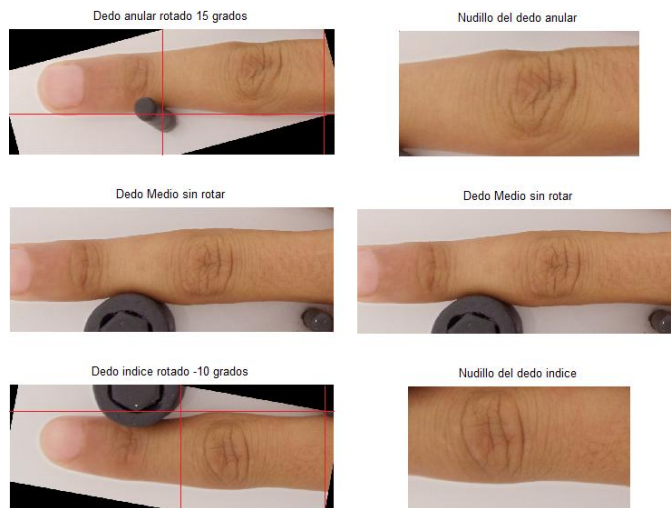 Dedo anular rotado 15 grados
Nudillo del dedo anular
Dedo Medio sin rotar
Dedo Medio sin rotar
Dedo indice rotado -10 grados
Nudillo del dedo indice